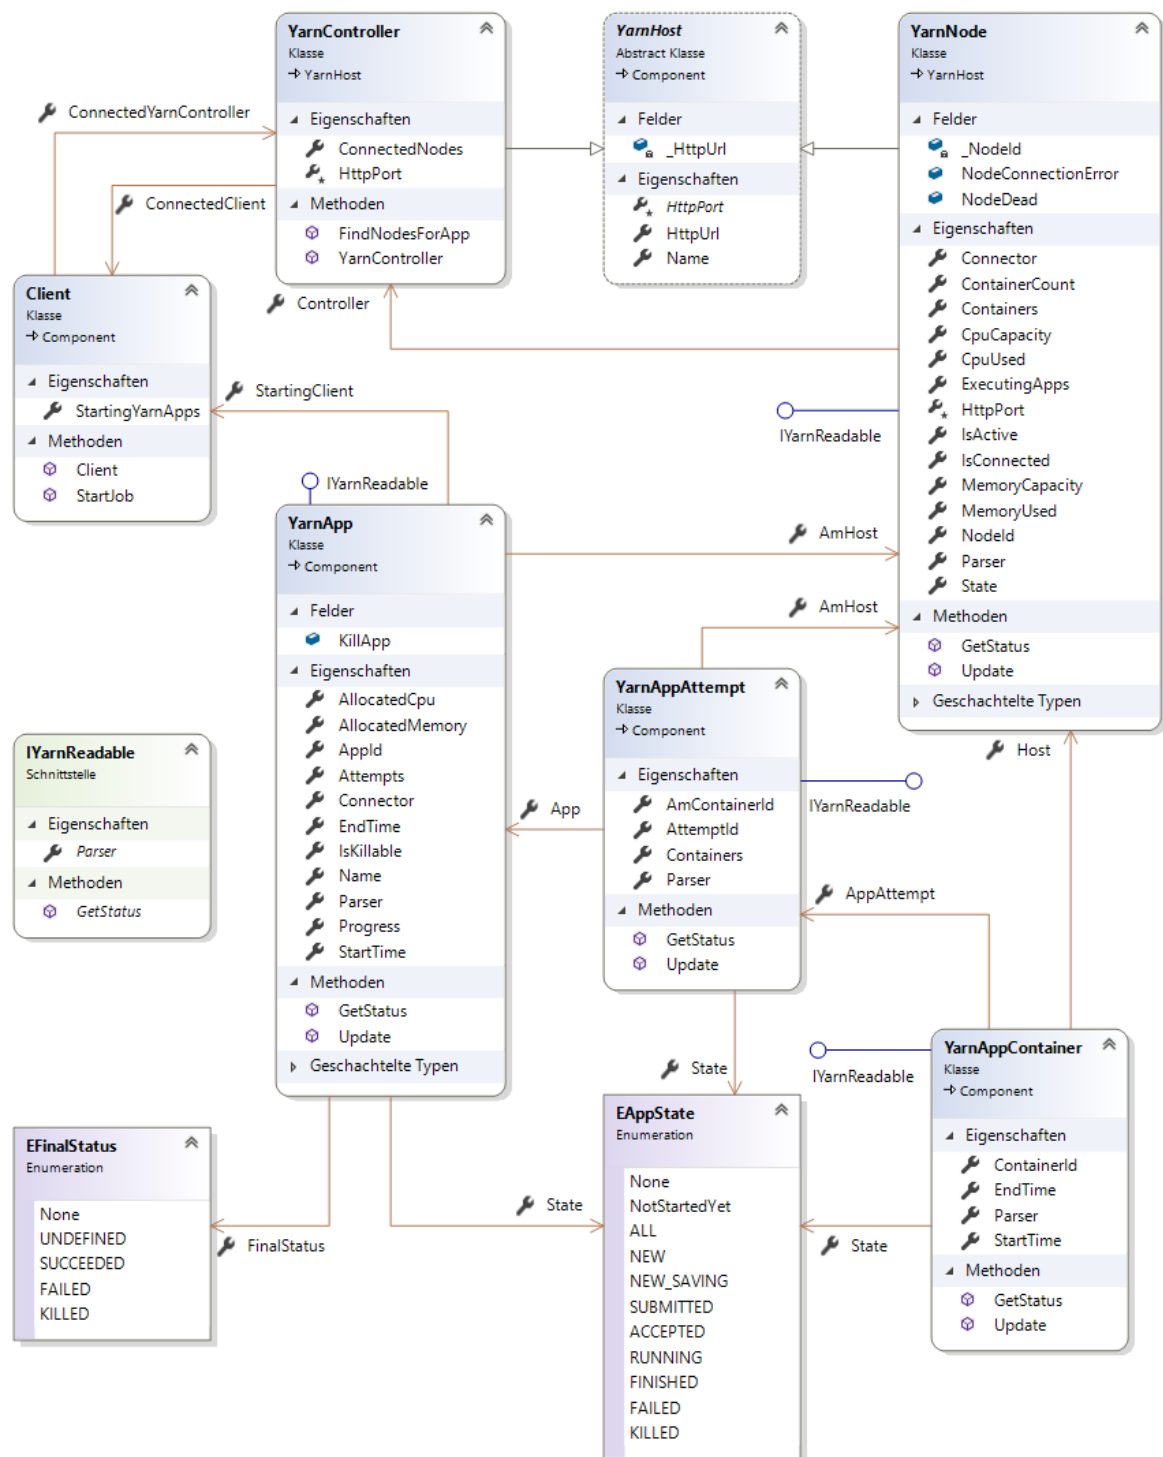 YarnController
Klasse
YarnHost
Eigenschaften
ConnectedNodes
HttpPort
Methoden
FindNodesForApp
YarnController
YarnHost
Abstract Klasse
Component
Felder
_HttpUrl
Eigenschaften
HttpPort
HttpUrl
Name
YarnNode
Klasse
YarnHost
Felder
_NodeId
NodeConnectionError
NodeDead
Eigenschaften
Connector
ContainerCount
Containers
CpuCapacity
CpuUsed
ExecutingApps
HttpPort
IsActive
IsConnected
MemoryCapacity
MemoryUsed
NodeId
Parser
State
Methoden
GetStatus
Update
Geschachtelte Typen
ConnectedYarnController
ConnectedClient
Controller
Client
Klasse
Component
Eigenschaften
StartingYarnApps
Methoden
Client
StartJob
StartingClient
IYarnReadable
IYarnReadable
YarnApp
Klasse
Component
Felder
KillApp
Eigenschaften
AllocatedCpu
AllocatedMemory
AppId
Attempts
Connector
EndTime
IsKillable
Name
Parser
Progress
StartTime
Methoden
GetStatus
Update
Geschachtelte Typen
AmHost
AmHost
YarnAppAttempt
Klasse
Component
Eigenschaften
AmContainerId
AttemptId
Containers
Parser
Methoden
GetStatus
Update
IYarnReadable
Schnittstelle
Eigenschaften
Parser
Methoden
GetStatus
App
IYarnReadable
Host
AppAttempt
State
IYarnReadable
YarnAppContainer
Klasse
Component
Eigenschaften
ContainerId
EndTime
Parser
StartTime
Methoden
GetStatus
Update
EFinalStatus
Enumeration
None
UNDEFINED
SUCCEEDED
FAILED
KILLED
FinalStatus
State
EAppState
Enumeration
None
NotStartedYet
ALL
NEW
NEW_SAVING
SUBMITTED
ACCEPTED
RUNNING
FINISHED
FAILED
KILLED
State